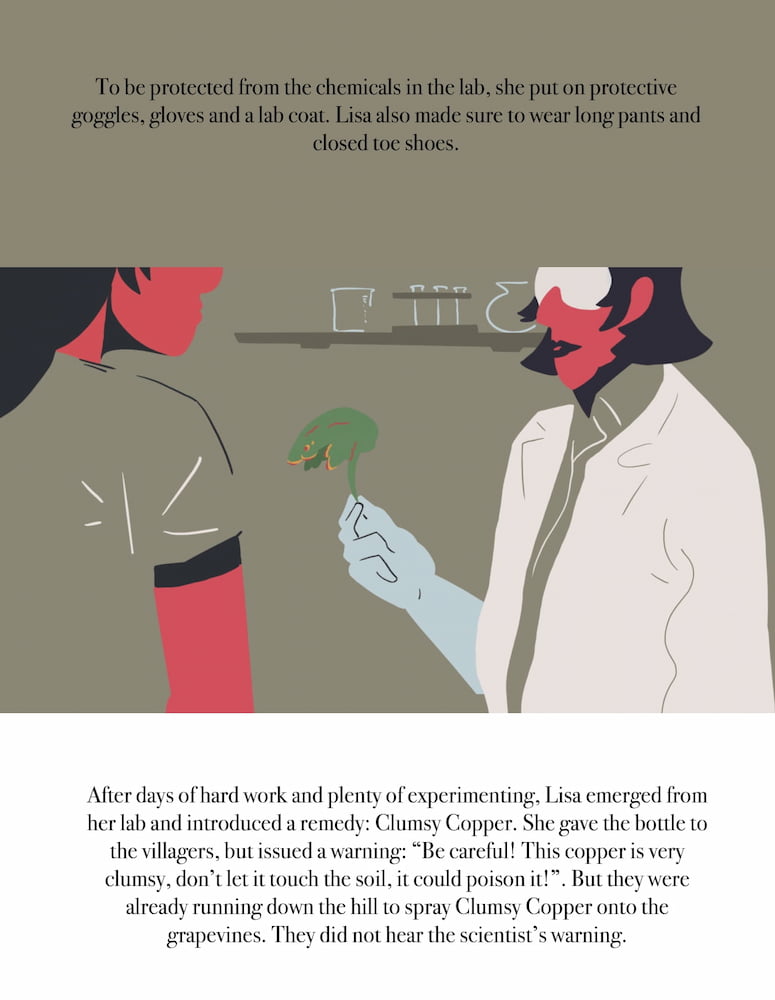 To be protected from the chemicals in the lab, she put on protective
goggles, gloves and a lab coat. Lisa also made sure to wear long pants and
closed toe shoes.
After days of hard work and plenty of experimenting, Lisa emerged from
her lab and introduced a remedy: Clumsy Copper. She gave the bottle to
the villagers, but issued a warning: “Be careful! This copper is very
clumsy, don’t let it touch the soil, it could poison it!”. But they were
already running down the hill to spray Clumsy Copper onto the
grapevines. They did not hear the scientist’s warning.